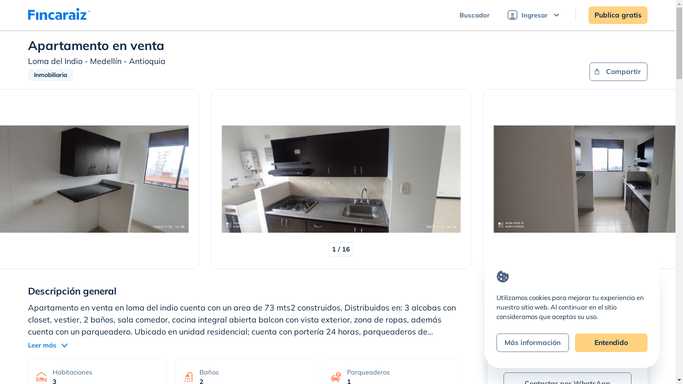 Fincaraiz
Buscador
Ingresar
Publica gratis
Apartamento en venta
Loma del Indio - Medellín - Antioquia
Inmobiliaria
Compartir
1 / 16
Descripción general
Apartamento en venta en loma del indio cuenta con un area de 73 mts2 construidos, Distribuidos en: 3 alcobas con
closet, vestier, 2 baños, sala comedor, cocina integral abierta balcon con vista exterior, zona de ropas, además
cuenta con un parqueadero. Ubicado en unidad residencial; cuenta con portería 24 horas, parqueaderos de...
Leer más
Habitaciones
3
Baños
2
Parqueaderos
1
Utilizamos cookies para mejorar tu experiencia en
nuestro sitio web. Al continuar en el sitio
consideramos que aceptas su uso.
Más información
Entendido
Contactar por WhatsApp